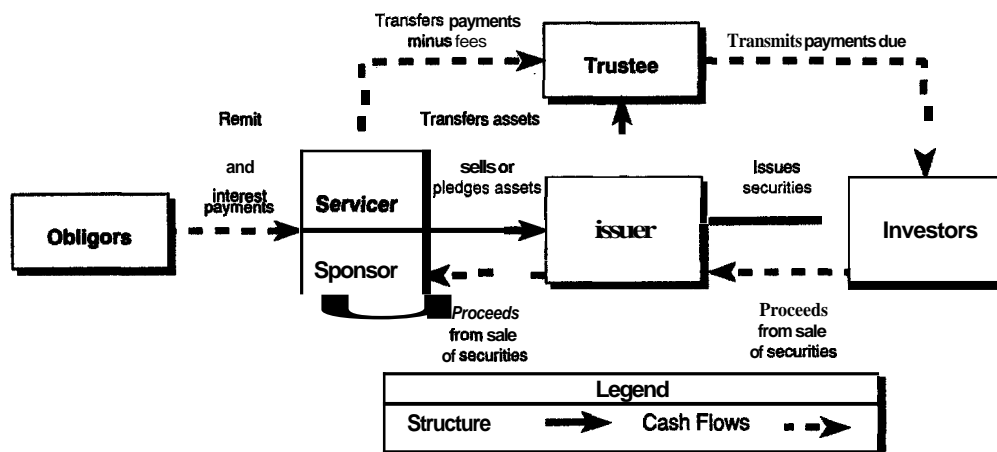 Transfers payments
minus fees
Trustee
Transmits payments due
Remit
and
interest
payments
Transfers assets
sells or
pledges assets
Issues
securities
Obligors
Servicer
Sponsor
issuer
Investors
Proceeds
from sale
of securities
Proceeds
from sale
of securities
Legend
Structure
Cash Flows